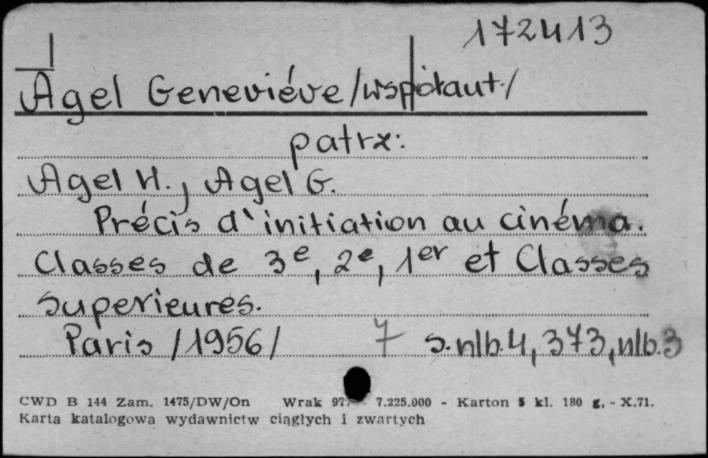 172413
Agel Geneviéve /współaut./
patrz:
Agel H., Agel G.
Précis d'initiation au cinéma.
Classes de 3e, 2e, 1er et Classes
superieures.
Paris /1956/ 7 s.nlb.4, 373, nlb.3
CWD B 144 Zam. 1475/DW/On Wrak 7.225.000 - Karton 5 kl. 180 g. - X.71.
Karta katalogowa wydawnictw ciągłych i zwartych